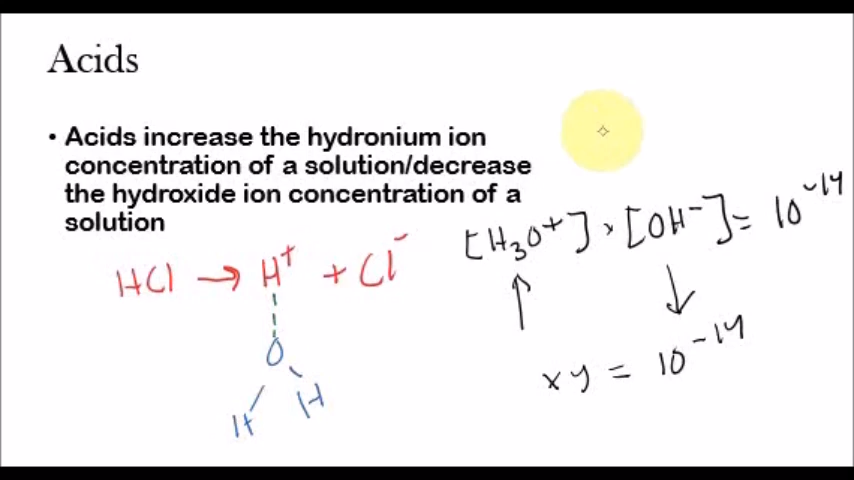 Acids
• Acids increase the hydronium ion
concentration of a solution/decrease
the hydroxide ion concentration of a
solution
[H₃O⁺] × [OH⁻] = 10⁻¹⁴
HCl → H⁺ + Cl⁻
↑ ↓
O
xy = 10⁻¹⁴
H H